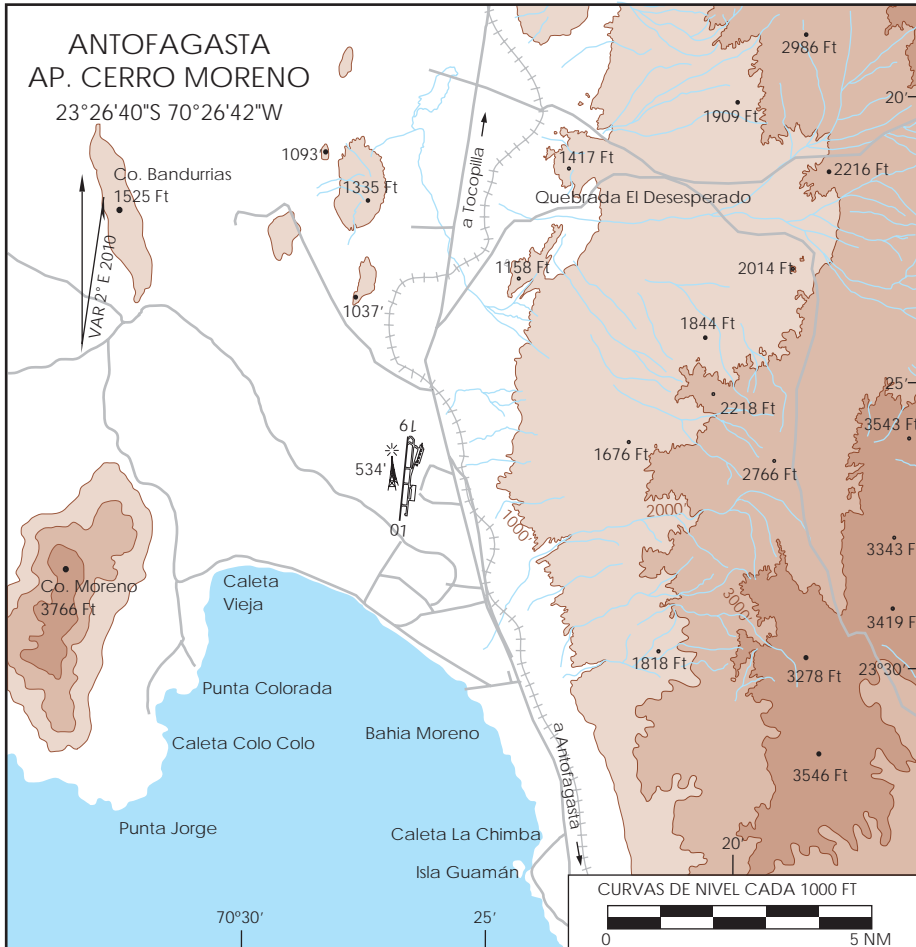 ANTOFAGASTA
AP. CERRO MORENO
23°26'40"S 70°26'42"W
2986 Ft
20'
1909 Ft
1093'
Co. Bandurrias
1525 Ft
1335 Ft
1417 Ft
2216 Ft
a Tocopilla
Quebrada El Desesperado
VAR 2° E 2010
1158 Ft
2014 Ft
1037'
1844 Ft
25'
2218 Ft
3543 Ft
19
534'
1676 Ft
2766 Ft
01
1000'
2000'
3343 Ft
Co. Moreno
3766 Ft
Caleta
Vieja
3000'
3419 Ft
1818 Ft
3278 Ft
23°30'
Punta Colorada
Bahia Moreno
Caleta Colo Colo
a Antofagasta
3546 Ft
Punta Jorge
Caleta La Chimba
20'
Isla Guamán
CURVAS DE NIVEL CADA 1000 FT
70°30'
25'
0
5 NM